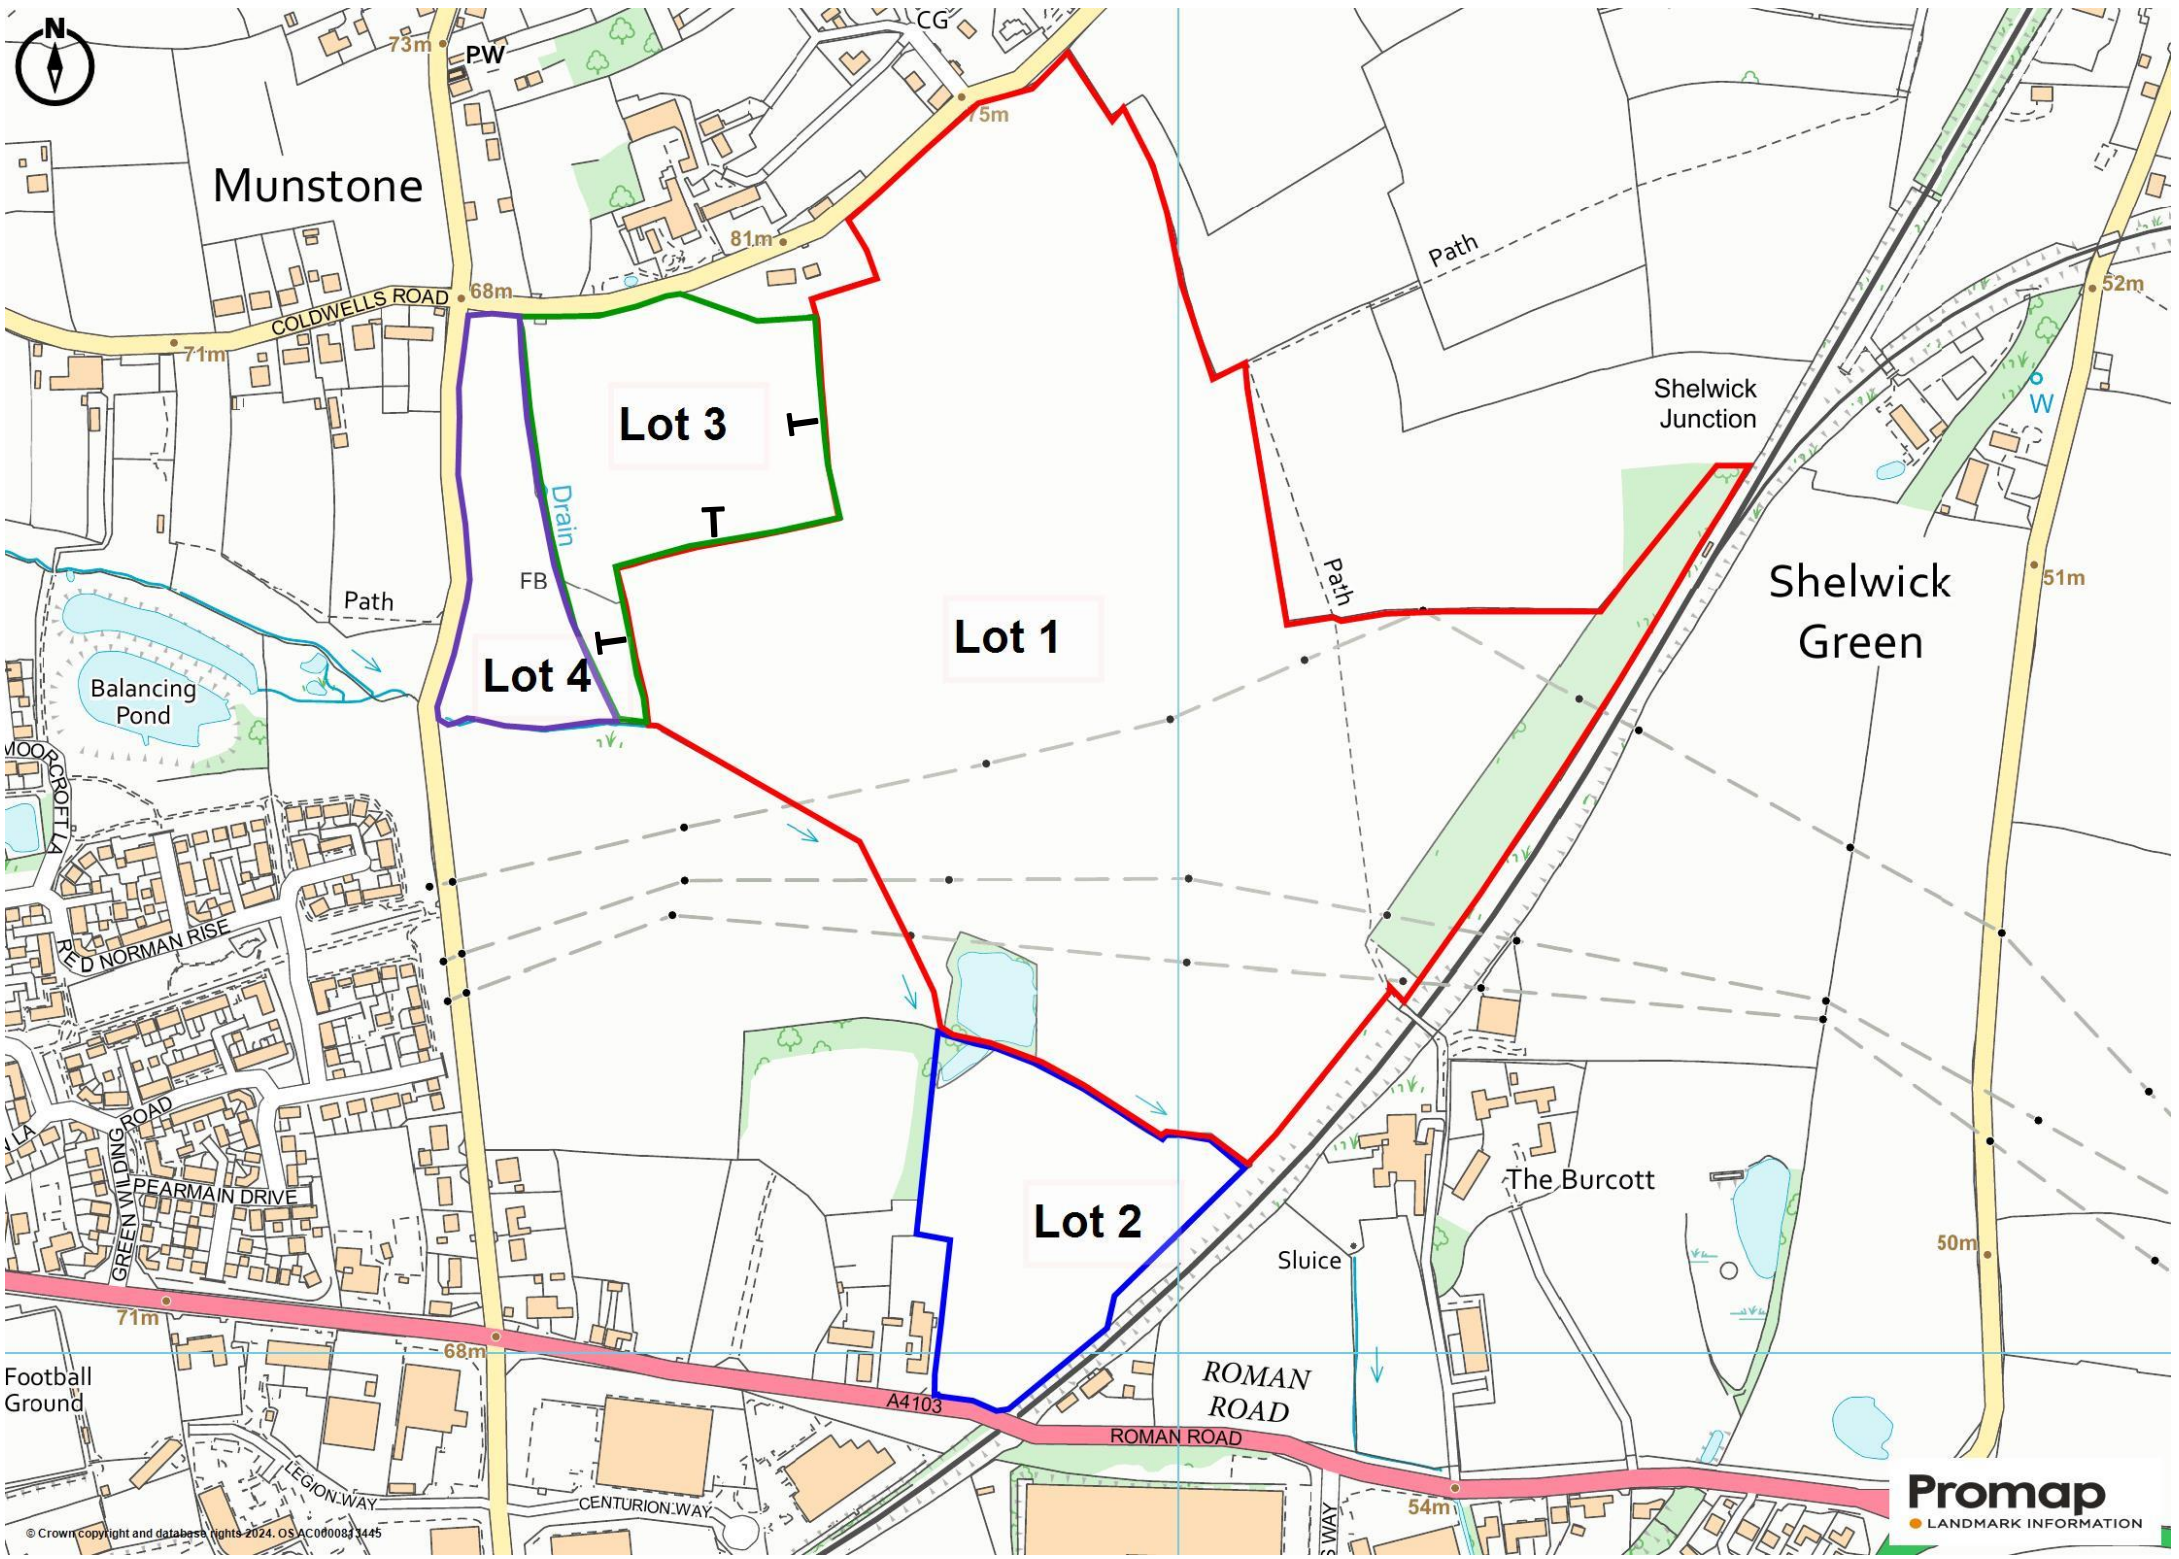 N
73m
PW
CG
75m
Munstone
81m
Path
52m
68m
COLDWELLS ROAD
71m
Shelwick
Junction
W
Lot 3
T
T
Drain
FB
Path
Path
Shelwick
Green
51m
Lot 1
T
Lot 4
Balancing
Pond
MOORCROFT LA
RED NORMAN RISE
GREEN WILDING ROAD
PEARMAIN DRIVE
The Burcott
Lot 2
Sluice
50m
71m
68m
Football
Ground
ROMAN
ROAD
A4103
ROMAN ROAD
LEGION WAY
CENTURION WAY
54m
S WAY
Promap
LANDMARK INFORMATION
© Crown copyright and database rights 2024. OS AC0000813445